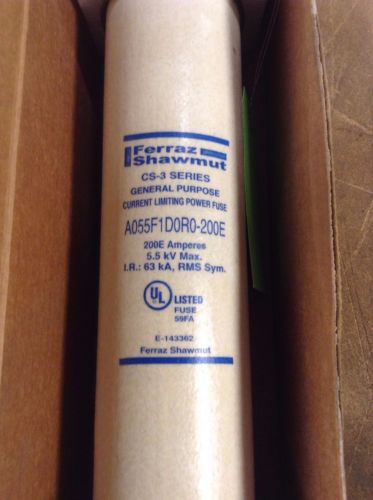 Ferraz
Shawmut
CS-3 SERIES
GENERAL PURPOSE
CURRENT LIMITING POWER FUSE
A055F1D0R0-200E
200E Amperes
5.5 kV Max.
I.R.: 63 kA, RMS Sym.
UL LISTED
FUSE
59FA
E-143362
Ferraz Shawmut